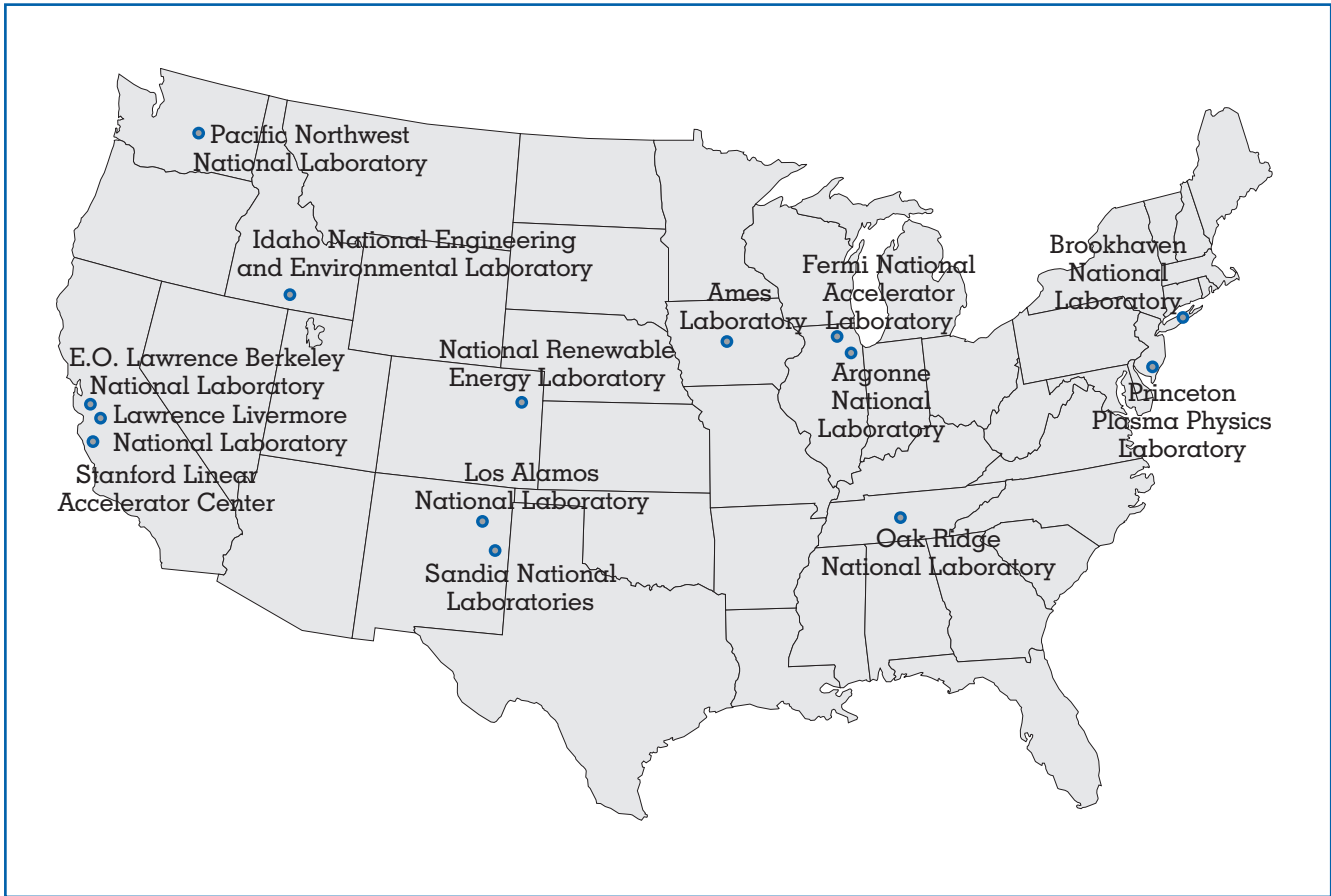 Pacific Northwest
National Laboratory
Idaho National Engineering
and Environmental Laboratory
Brookhaven
National
Laboratory
Fermi National
Accelerator
Laboratory
Ames
Laboratory
E.O. Lawrence Berkeley
National Laboratory
National Renewable
Energy Laboratory
Argonne
National
Laboratory
Princeton
Plasma Physics
Laboratory
Lawrence Livermore
National Laboratory
Stanford Linear
Accelerator Center
Los Alamos
National Laboratory
Oak Ridge
National Laboratory
Sandia National
Laboratories